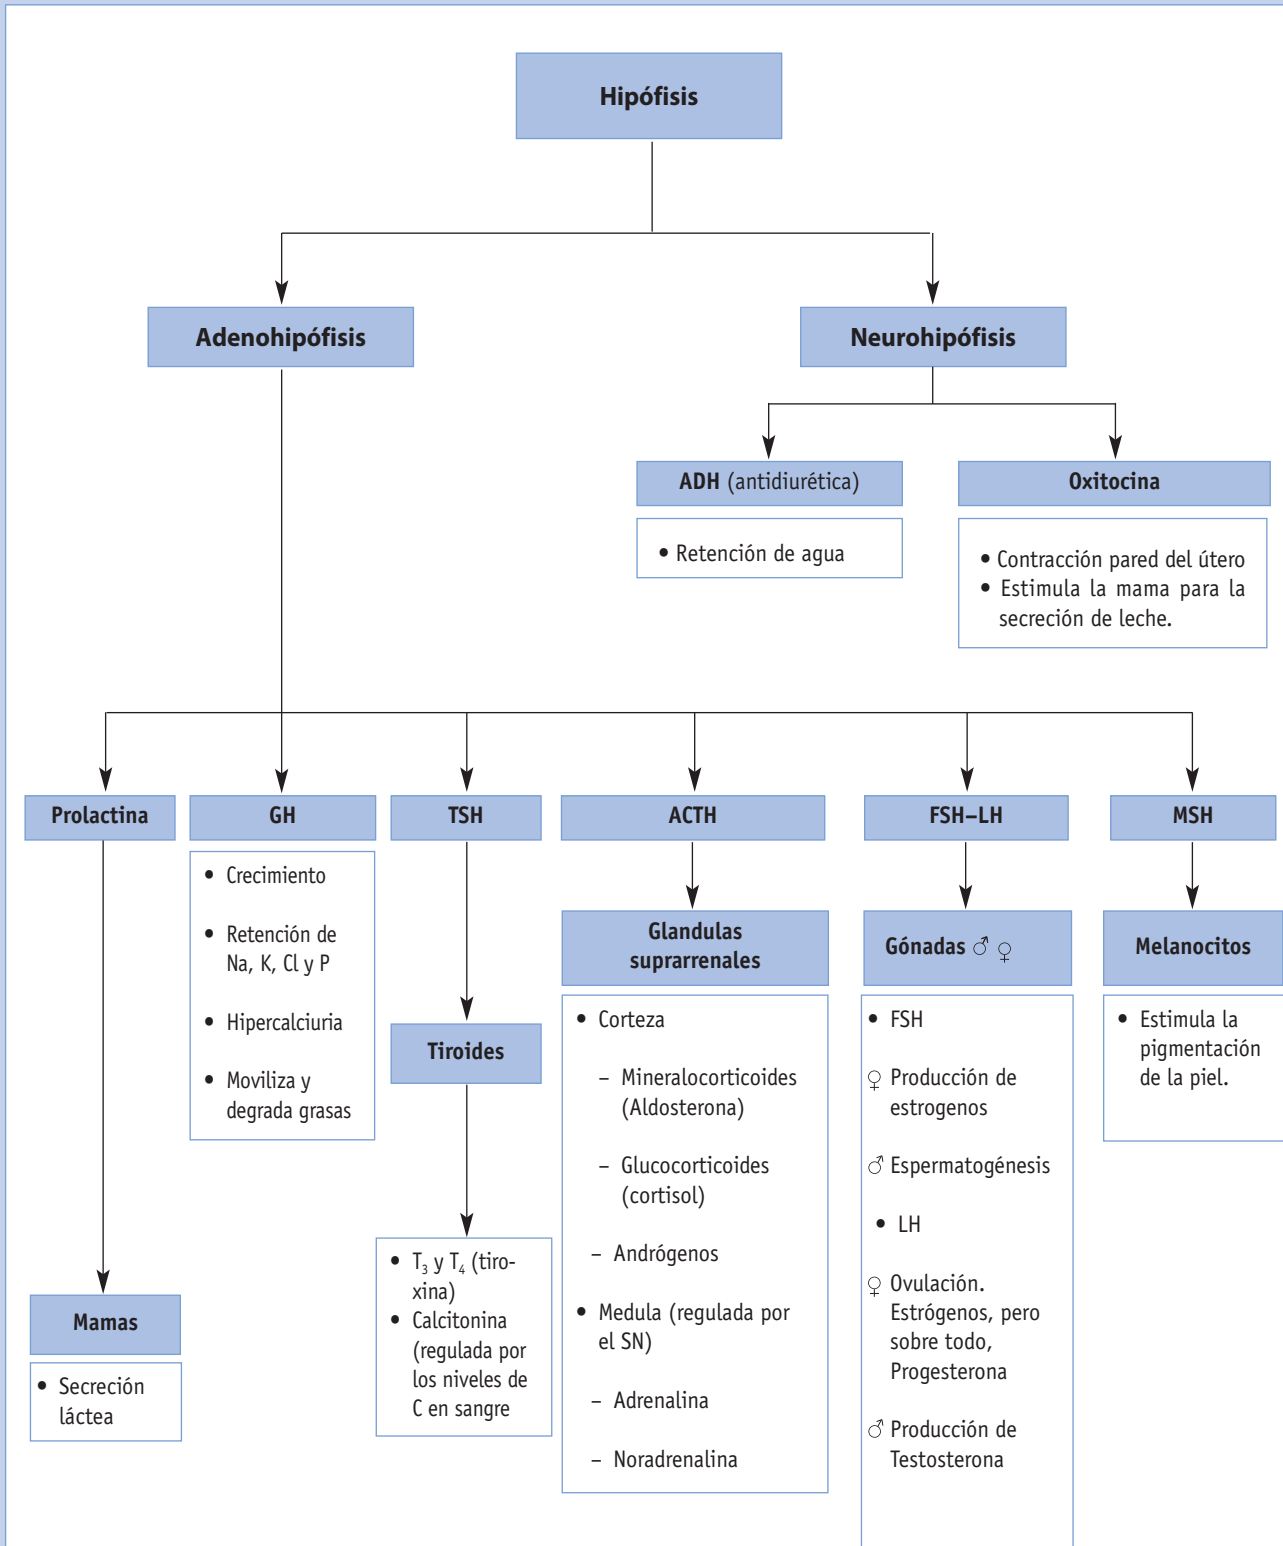 Hipófisis
Adenohipófisis
Neurohipófisis
ADH (antidiurética)
• Retención de agua
Oxitocina
• Contracción pared del útero
• Estimula la mama para la
secreción de leche.
Prolactina
Mamas
• Secreción
láctea
GH
• Crecimiento
• Retención de
Na, K, Cl y P
• Hipercalciuria
• Moviliza y
degrada grasas
TSH
Tiroides
• T₃ y T₄ (tiro-
xina)
• Calcitonina
(regulada por
los niveles de
C en sangre
ACTH
Glandulas
suprarrenales
• Corteza
– Mineralocorticoides
(Aldosterona)
– Glucocorticoides
(cortisol)
– Andrógenos
• Medula (regulada por
el SN)
– Adrenalina
– Noradrenalina
FSH–LH
Gónadas ♂ ♀
• FSH
♀ Producción de
estrogenos
♂ Espermatogénesis
• LH
♀ Ovulación.
Estrógenos, pero
sobre todo,
Progesterona
♂ Producción de
Testosterona
MSH
Melanocitos
• Estimula la
pigmentación
de la piel.